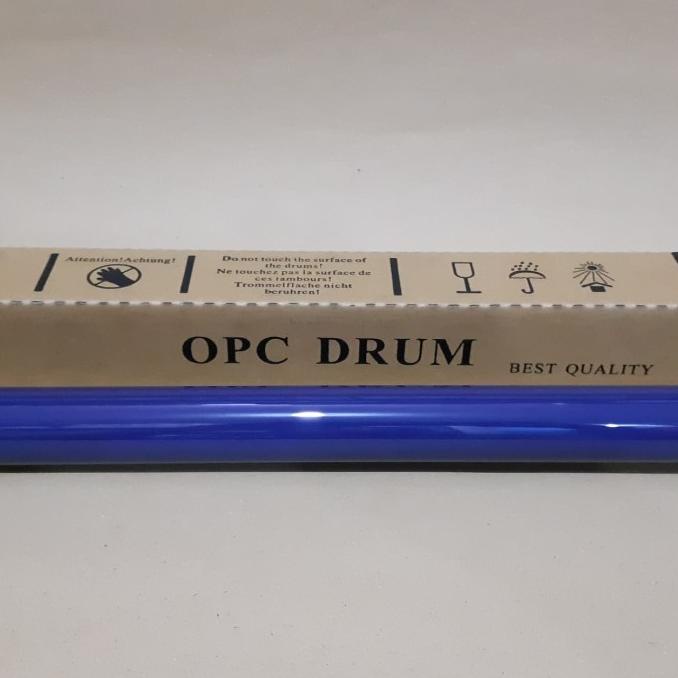 Attention!Achtung!
Do not touch the surface of
the drums!
Ne touchez pas la surface de
ces tambours!
Trommelflache nicht
beruhren!
OPC DRUM
BEST QUALITY